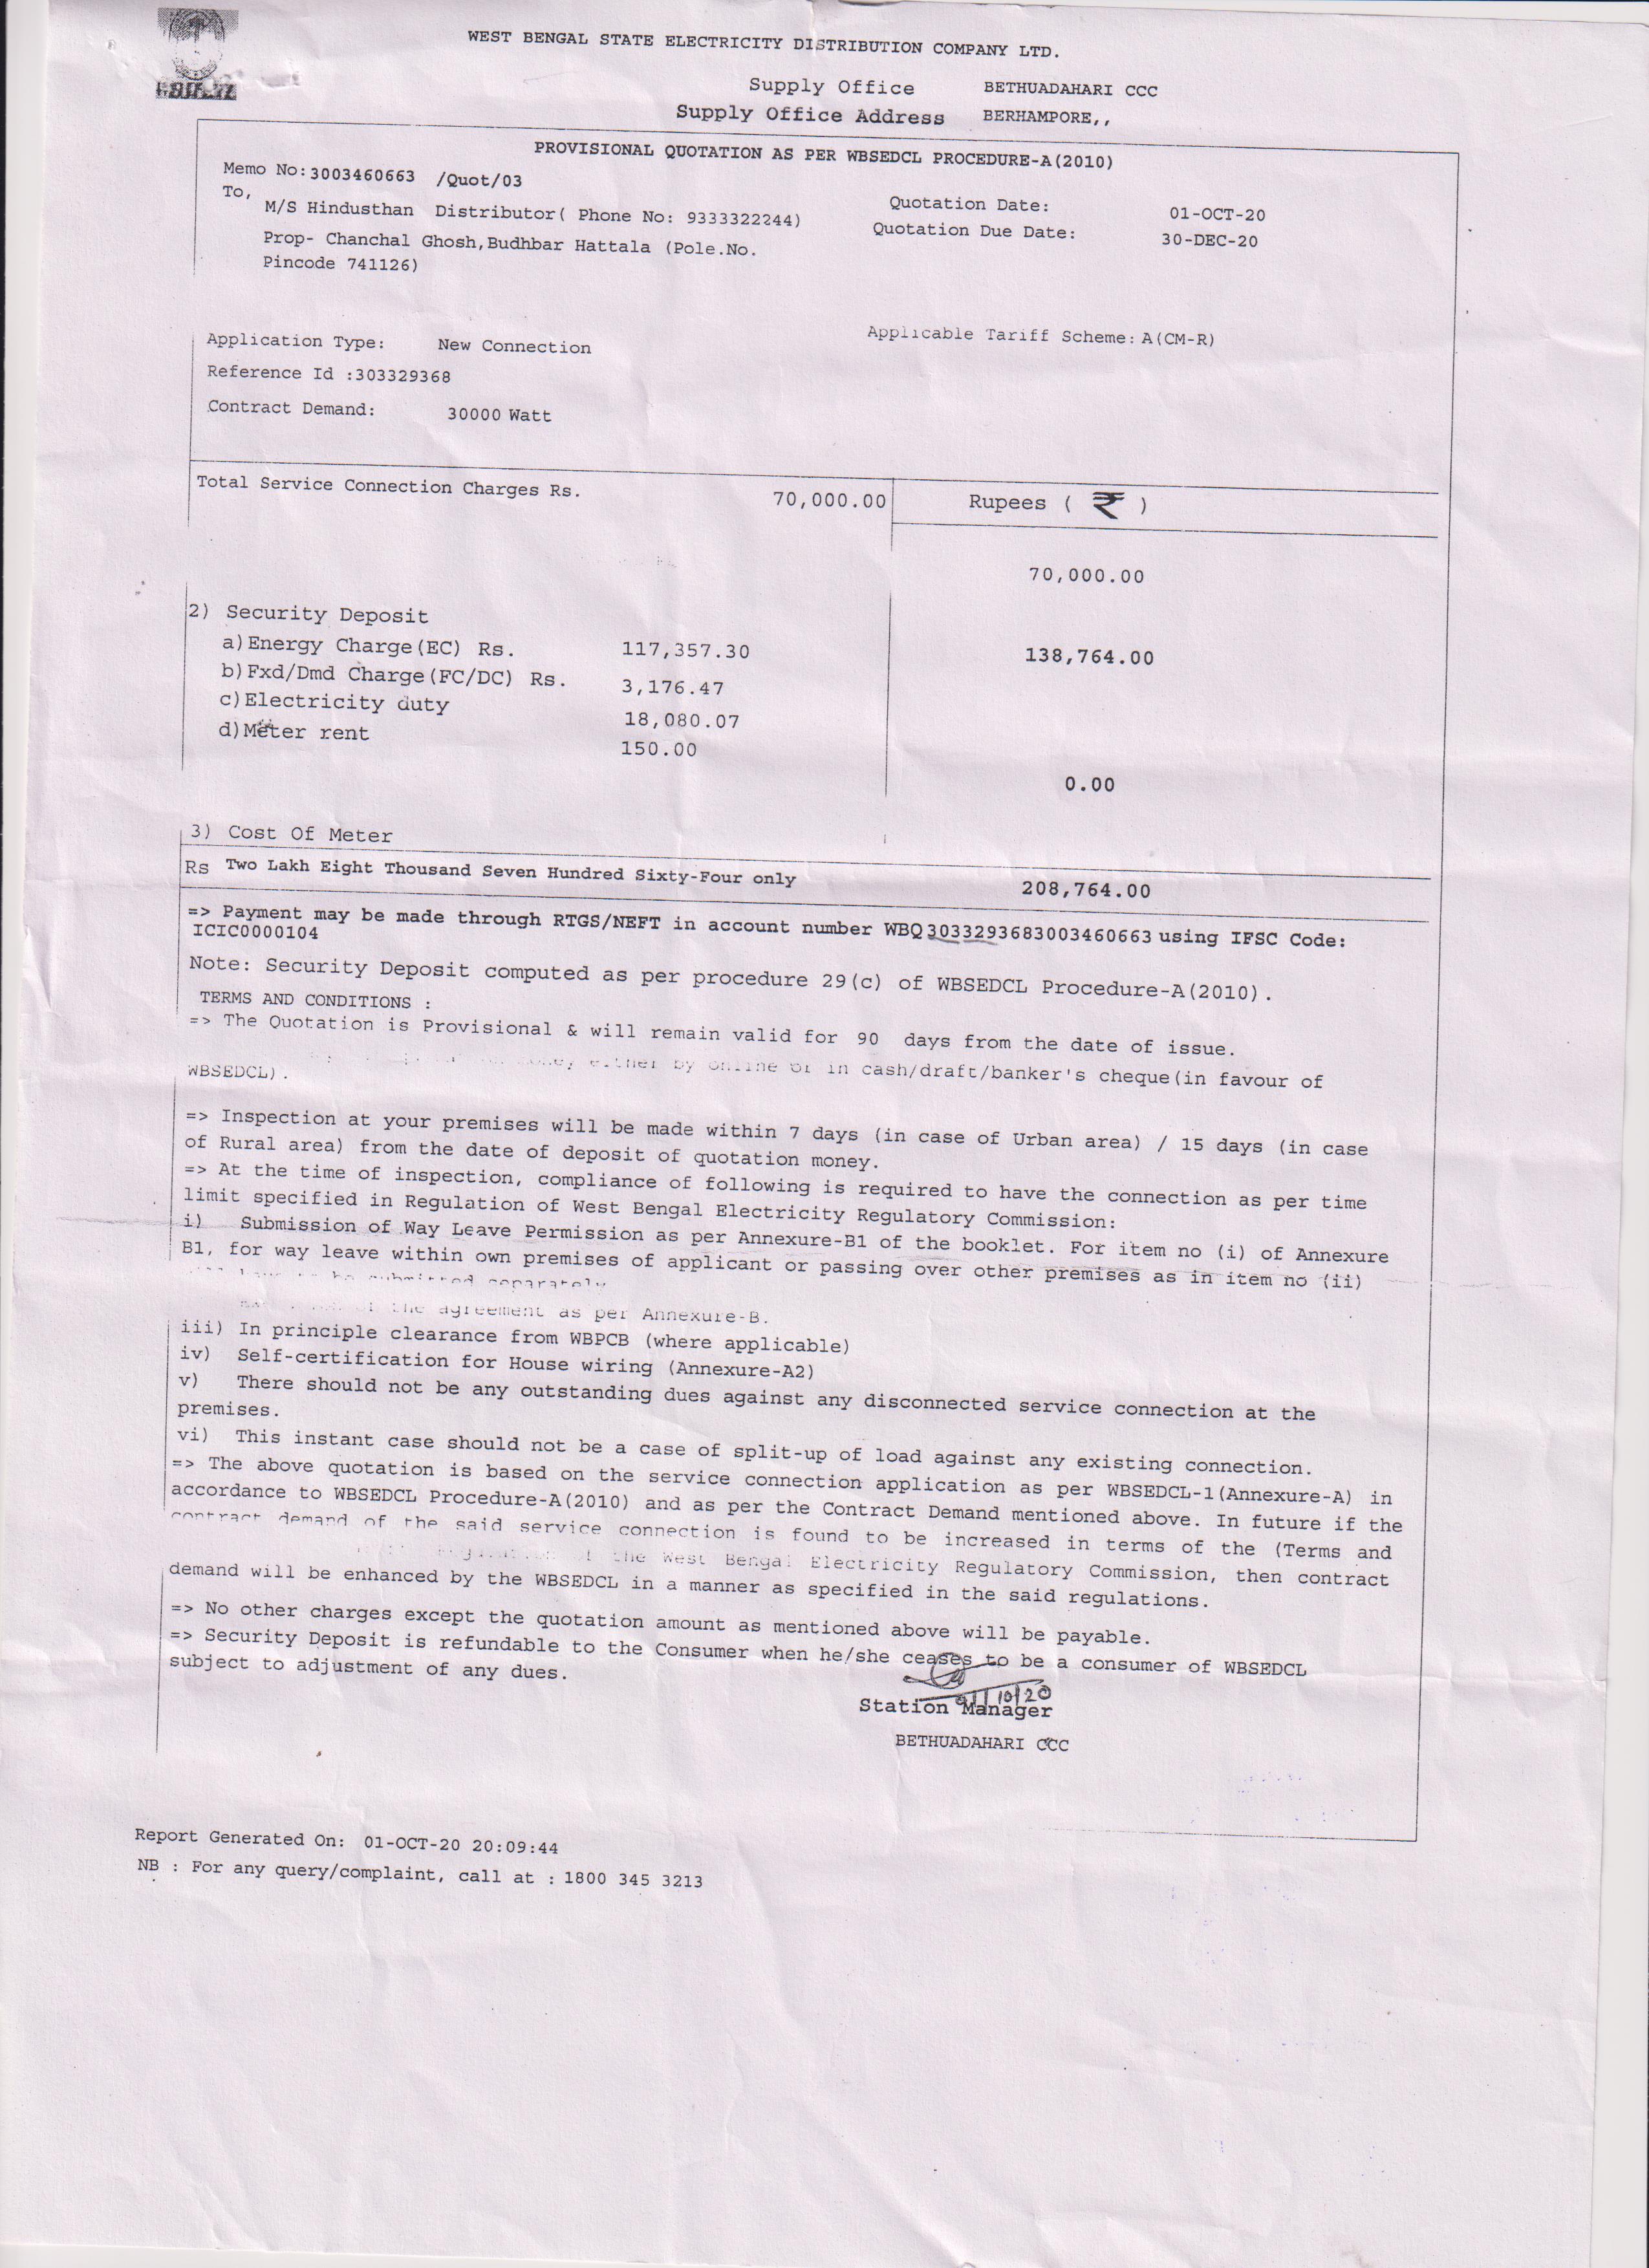 WEST BENGAL STATE ELECTRICITY DISTRIBUTION COMPANY LTD.
Supply Office BETHUADAHARI CCC
Supply Office Address BERHAMPORE,,
PROVISIONAL QUOTATION AS PER WBSEDCL PROCEDURE-A(2010)
Memo No:3003460663 /Quot/03
To,
M/S Hindusthan Distributor( Phone No: 9333322244)
Prop- Chanchal Ghosh,Budhbar Hattala (Pole.No.
Pincode 741126)
Quotation Date: 01-OCT-20
Quotation Due Date: 30-DEC-20
Application Type: New Connection
Applicable Tariff Scheme: A(CM-R)
Reference Id :303329368
Contract Demand: 30000 Watt
Total Service Connection Charges Rs. 70,000.00 Rupees ( ₹ )
70,000.00
2) Security Deposit
a)Energy Charge(EC) Rs. 117,357.30 138,764.00
b)Fxd/Dmd Charge(FC/DC) Rs. 3,176.47
c)Electricity duty 18,080.07
d)Meter rent 150.00
0.00
3) Cost Of Meter
Rs Two Lakh Eight Thousand Seven Hundred Sixty-Four only 208,764.00
=> Payment may be made through RTGS/NEFT in account number WBQ3033293683003460663 using IFSC Code:
ICIC0000104
Note: Security Deposit computed as per procedure 29(c) of WBSEDCL Procedure-A(2010).
TERMS AND CONDITIONS :
=> The Quotation is Provisional & will remain valid for 90 days from the date of issue.
either by online or in cash/draft/banker's cheque(in favour of
WBSEDCL).
=> Inspection at your premises will be made within 7 days (in case of Urban area) / 15 days (in case
of Rural area) from the date of deposit of quotation money.
=> At the time of inspection, compliance of following is required to have the connection as per time
limit specified in Regulation of West Bengal Electricity Regulatory Commission:
i) Submission of Way Leave Permission as per Annexure-B1 of the booklet. For item no (i) of Annexure
B1, for way leave within own premises of applicant or passing over other premises as in item no (ii)
be submitted separately
the agreement as per Annexure-B.
iii) In principle clearance from WBPCB (where applicable)
iv) Self-certification for House wiring (Annexure-A2)
v) There should not be any outstanding dues against any disconnected service connection at the
premises.
vi) This instant case should not be a case of split-up of load against any existing connection.
=> The above quotation is based on the service connection application as per WBSEDCL-1(Annexure-A) in
accordance to WBSEDCL Procedure-A(2010) and as per the Contract Demand mentioned above. In future if the
contract demand of the said service connection is found to be increased in terms of the (Terms and
of the West Bengal Electricity Regulatory Commission, then contract
demand will be enhanced by the WBSEDCL in a manner as specified in the said regulations.
=> No other charges except the quotation amount as mentioned above will be payable.
=> Security Deposit is refundable to the Consumer when he/she ceases to be a consumer of WBSEDCL
subject to adjustment of any dues.
Station Manager
BETHUADAHARI CCC
Report Generated On: 01-OCT-20 20:09:44
NB : For any query/complaint, call at : 1800 345 3213